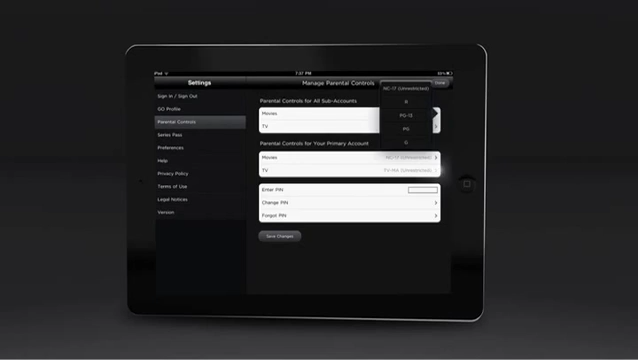 iPad
7:37 PM
Settings
Manage Parental Controls
Done
NC-17 (Unrestricted)
R
PG-13
PG
G
Sign In / Sign Out
GO Profile
Parental Controls
Series Pass
Preferences
Help
Privacy Policy
Terms of Use
Legal Notices
Version
Parental Controls for All Sub-Accounts
Movies
TV
Parental Controls for Your Primary Account
Movies
NC-17 (Unrestricted)
TV
TV-MA (Unrestricted)
Enter PIN
Change PIN
Forgot PIN
Save Changes